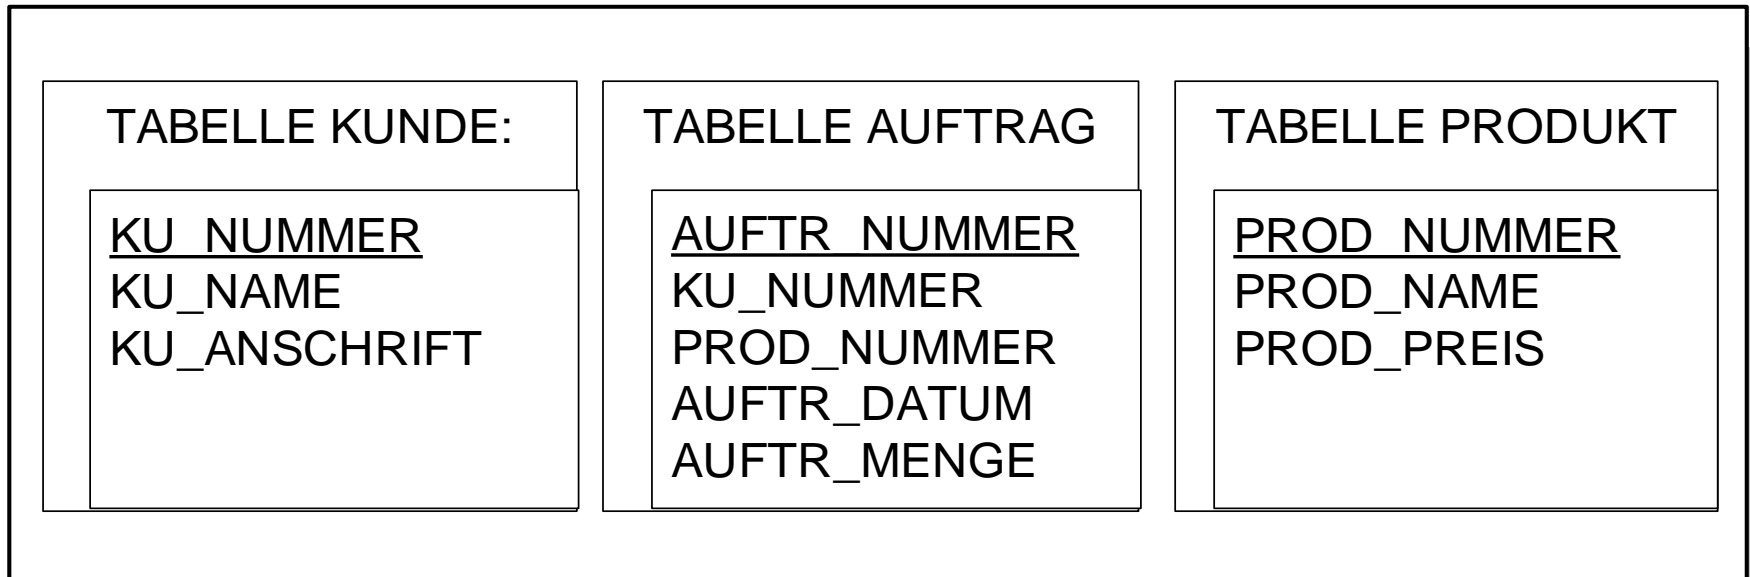 TABELLE KUNDE:
KU_NUMMER
KU_NAME
KU_ANSCHRIFT
TABELLE AUFTRAG
AUFTR_NUMMER
KU_NUMMER
PROD_NUMMER
AUFTR_DATUM
AUFTR_MENGE
TABELLE PRODUKT
PROD_NUMMER
PROD_NAME
PROD_PREIS